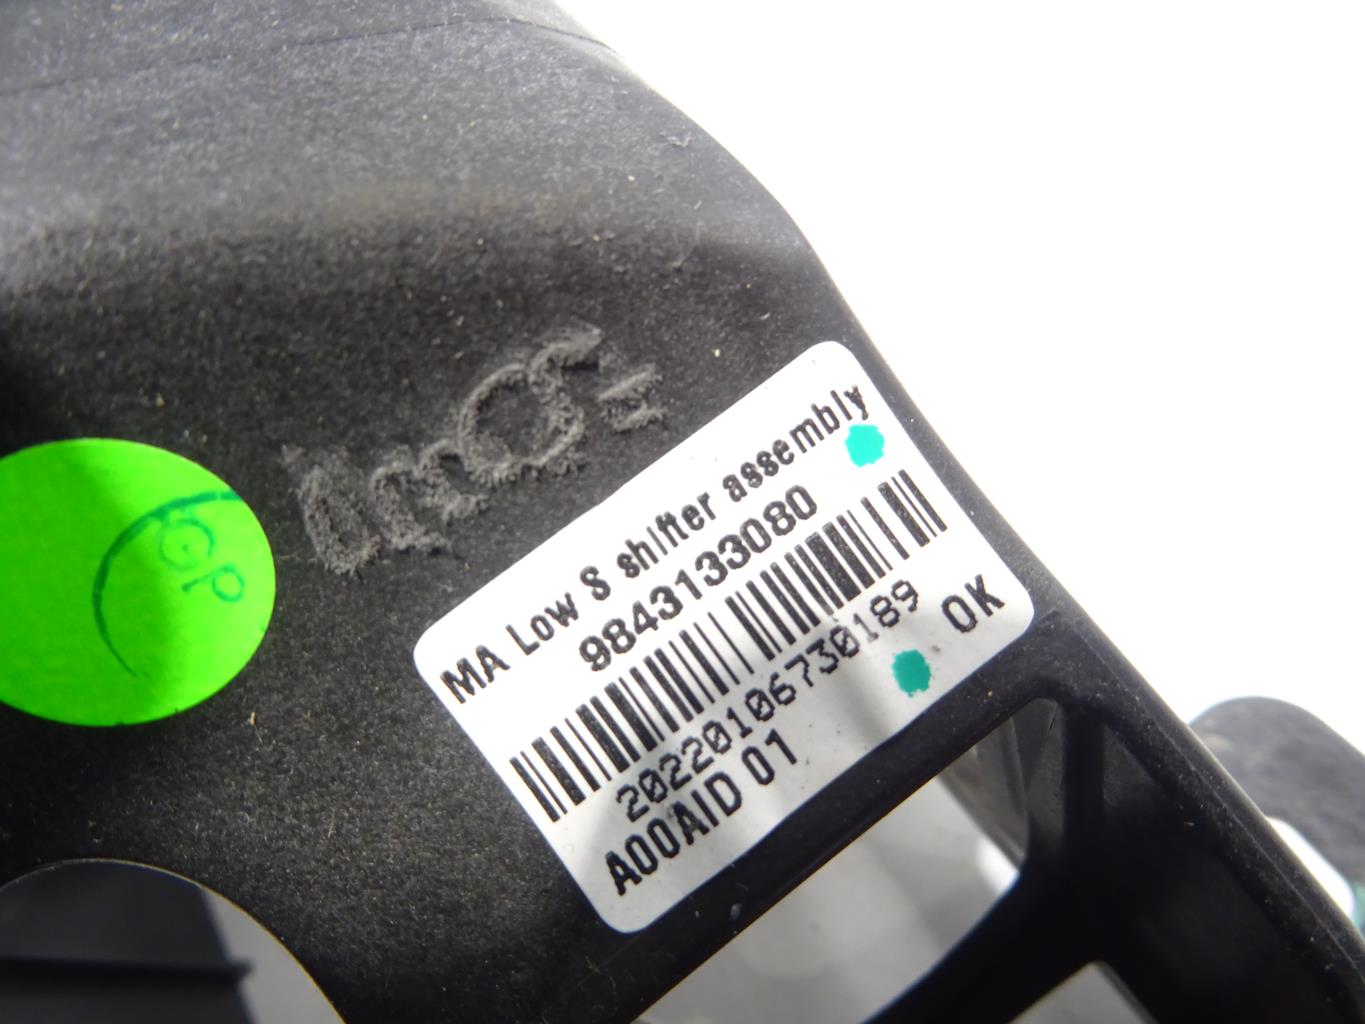 MA Low S shifter assembly
9843133080
20220106730189
OK
A00AID 01